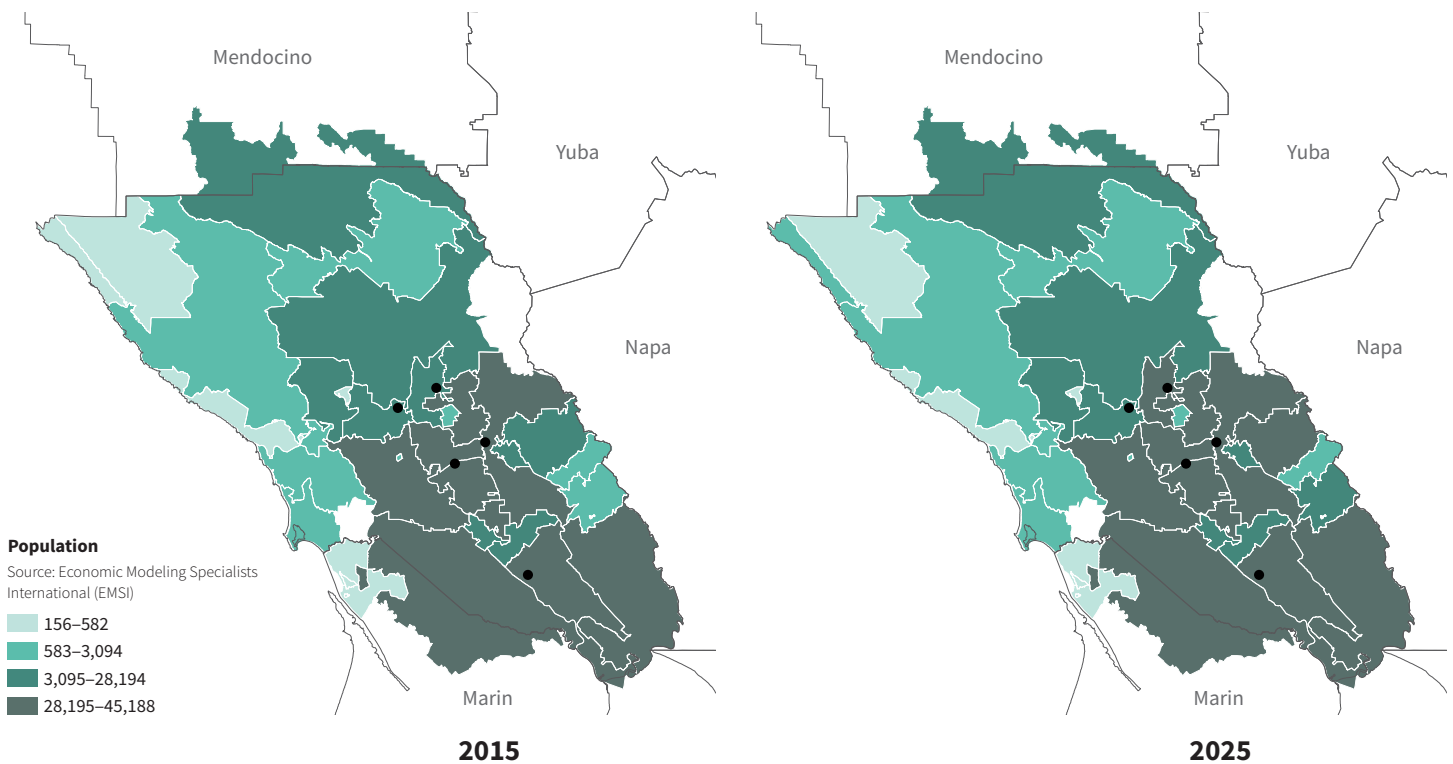 Mendocino
Yuba
Napa
Marin
Population
Source: Economic Modeling Specialists
International (EMSI)
156–582
583–3,094
3,095–28,194
28,195–45,188
2015
Mendocino
Yuba
Napa
Marin
2025